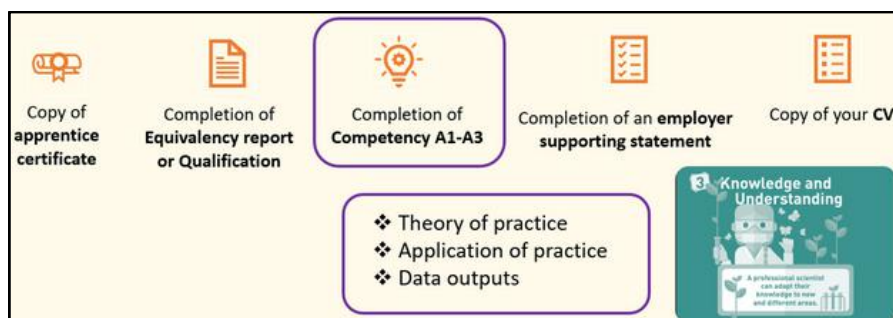 Copy of
apprentice
certificate
Completion of
Equivalency report
or Qualification
Completion of
Competency A1-A3
Completion of an employer
supporting statement
Copy of your CV
❖ Theory of practice
❖ Application of practice
❖ Data outputs
3 Knowledge and
Understanding
A professional scientist
can adapt their
knowledge to new
and different areas.